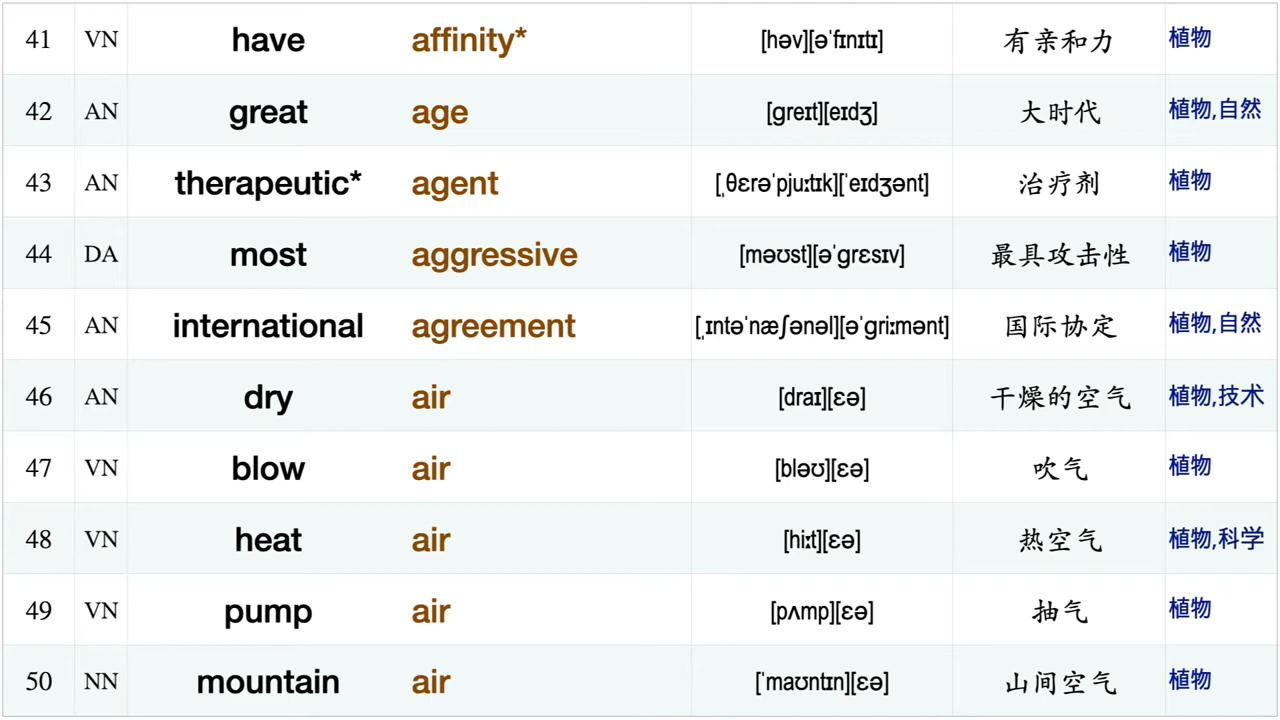 41 VN have affinity* [həv][əˈfɪnɪtɪ] 有亲和力 植物
42 AN great age [greɪt][eɪdʒ] 大时代 植物,自然
43 AN therapeutic* agent [ˌθɛrəˈpjuːtɪk][ˈeɪdʒənt] 治疗剂 植物
44 DA most aggressive [məʊst][əˈgrɛsɪv] 最具攻击性 植物
45 AN international agreement [ˌɪntəˈnæʃənəl][əˈgriːmənt] 国际协定 植物,自然
46 AN dry air [draɪ][ɛə] 干燥的空气 植物,技术
47 VN blow air [bləʊ][ɛə] 吹气 植物
48 VN heat air [hiːt][ɛə] 热空气 植物,科学
49 VN pump air [pʌmp][ɛə] 抽气 植物
50 NN mountain air [ˈmaʊntɪn][ɛə] 山间空气 植物